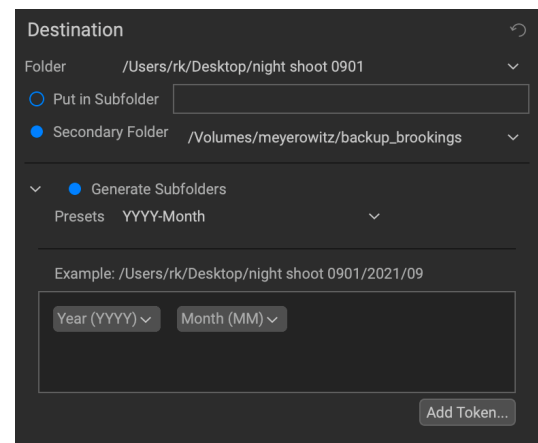 Destination
Folder /Users/rk/Desktop/night shoot 0901
Put in Subfolder
Secondary Folder /Volumes/meyerowitz/backup_brookings
Generate Subfolders
Presets YYYY-Month
Example: /Users/rk/Desktop/night shoot 0901/2021/09
Year (YYYY) Month (MM)
Add Token...